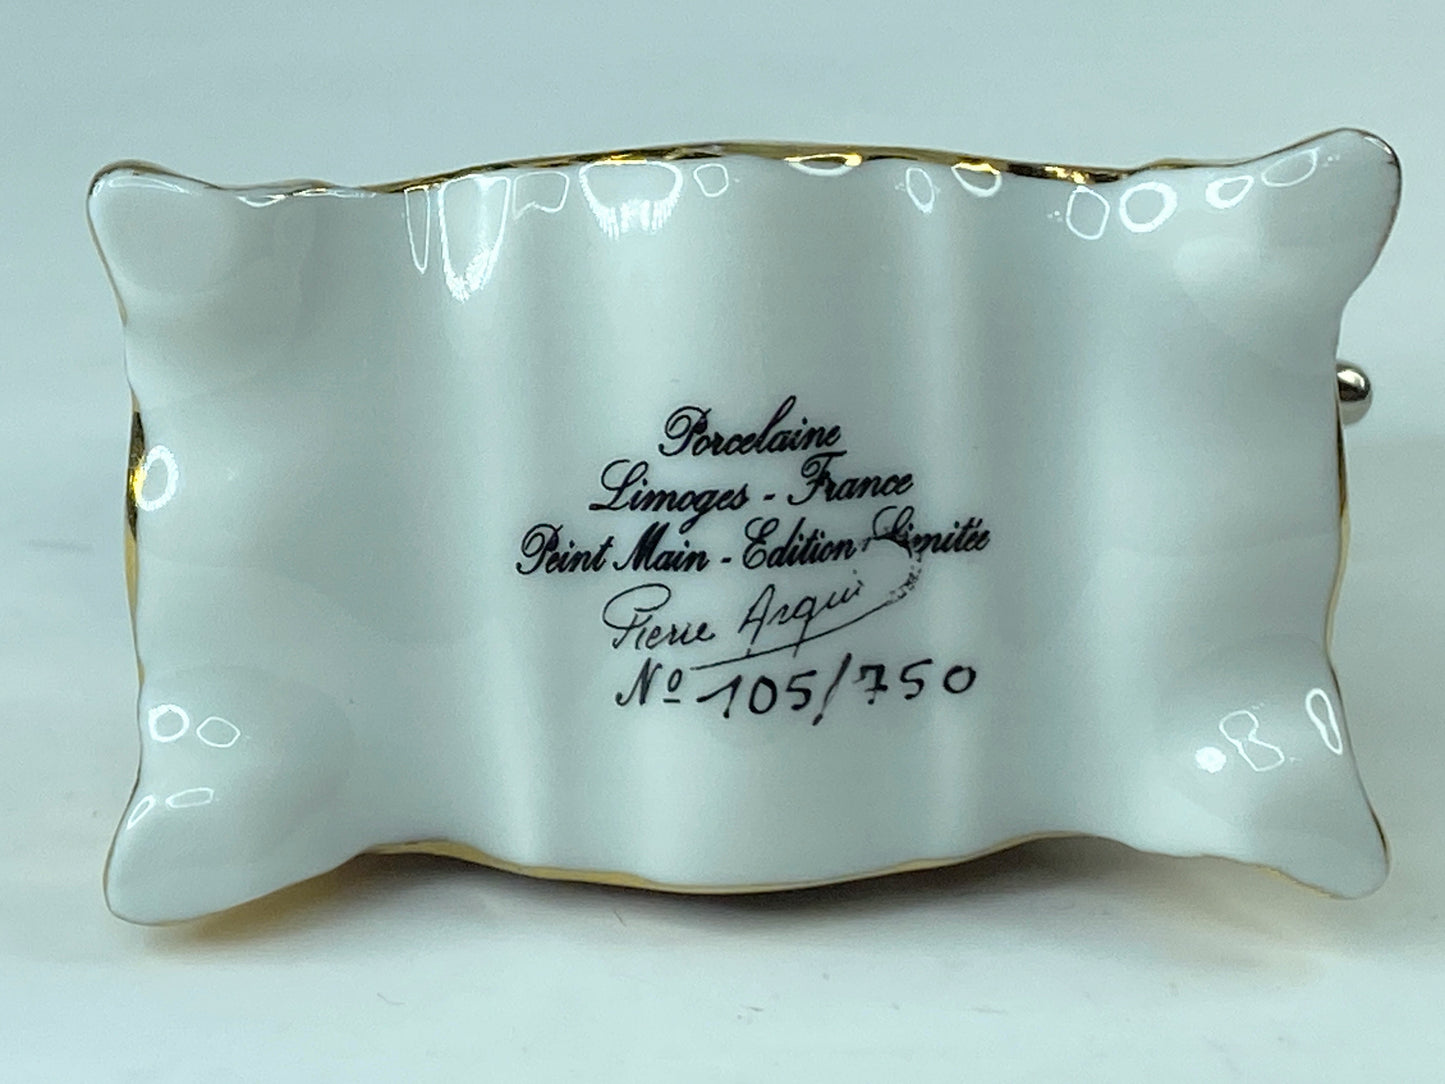 Porcelaine
Limoges - France
Peint Main - Edition Limitée
Pierre Arqui
Nº 105/750